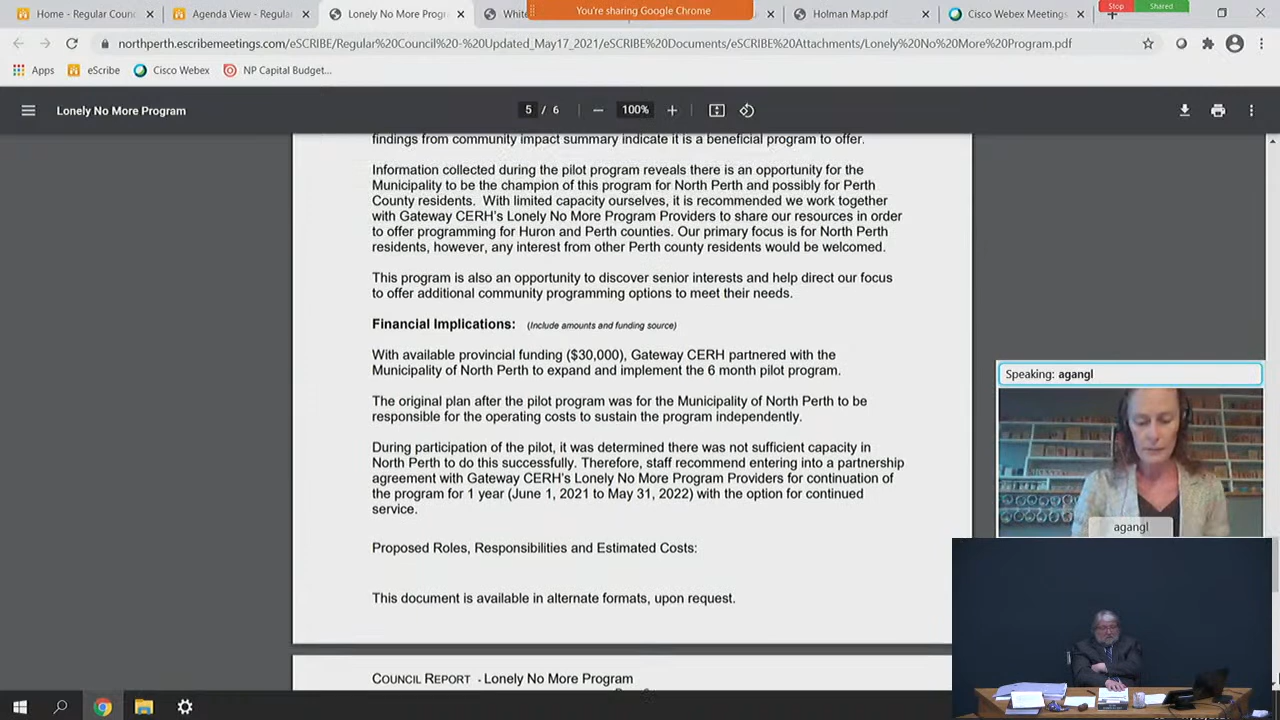 Home - Regular Counc
Agenda View - Regular
Lonely No More Progr
White
You're sharing Google Chrome
Holman Map.pdf
Cisco Webex Meetings
Stop
Shared
northperth.escribemeetings.com/eSCRIBE/Regular%20Council%20-%20Updated_May17_2021/eSCRIBE%20Documents/eSCRIBE%20Attachments/Lonely%20No%20More%20Program.pdf
Apps
eScribe
Cisco Webex
NP Capital Budget...
Lonely No More Program
5 / 6
100%
findings from community impact summary indicate it is a beneficial program to offer.
Information collected during the pilot program reveals there is an opportunity for the
Municipality to be the champion of this program for North Perth and possibly for Perth
County residents. With limited capacity ourselves, it is recommended we work together
with Gateway CERH's Lonely No More Program Providers to share our resources in order
to offer programming for Huron and Perth counties. Our primary focus is for North Perth
residents, however, any interest from other Perth county residents would be welcomed.
This program is also an opportunity to discover senior interests and help direct our focus
to offer additional community programming options to meet their needs.
Financial Implications: (Include amounts and funding source)
With available provincial funding ($30,000), Gateway CERH partnered with the
Municipality of North Perth to expand and implement the 6 month pilot program.
The original plan after the pilot program was for the Municipality of North Perth to be
responsible for the operating costs to sustain the program independently.
During participation of the pilot, it was determined there was not sufficient capacity in
North Perth to do this successfully. Therefore, staff recommend entering into a partnership
agreement with Gateway CERH's Lonely No More Program Providers for continuation of
the program for 1 year (June 1, 2021 to May 31, 2022) with the option for continued
service.
Proposed Roles, Responsibilities and Estimated Costs:
This document is available in alternate formats, upon request.
COUNCIL REPORT - Lonely No More Program
Speaking: agangl
agangl